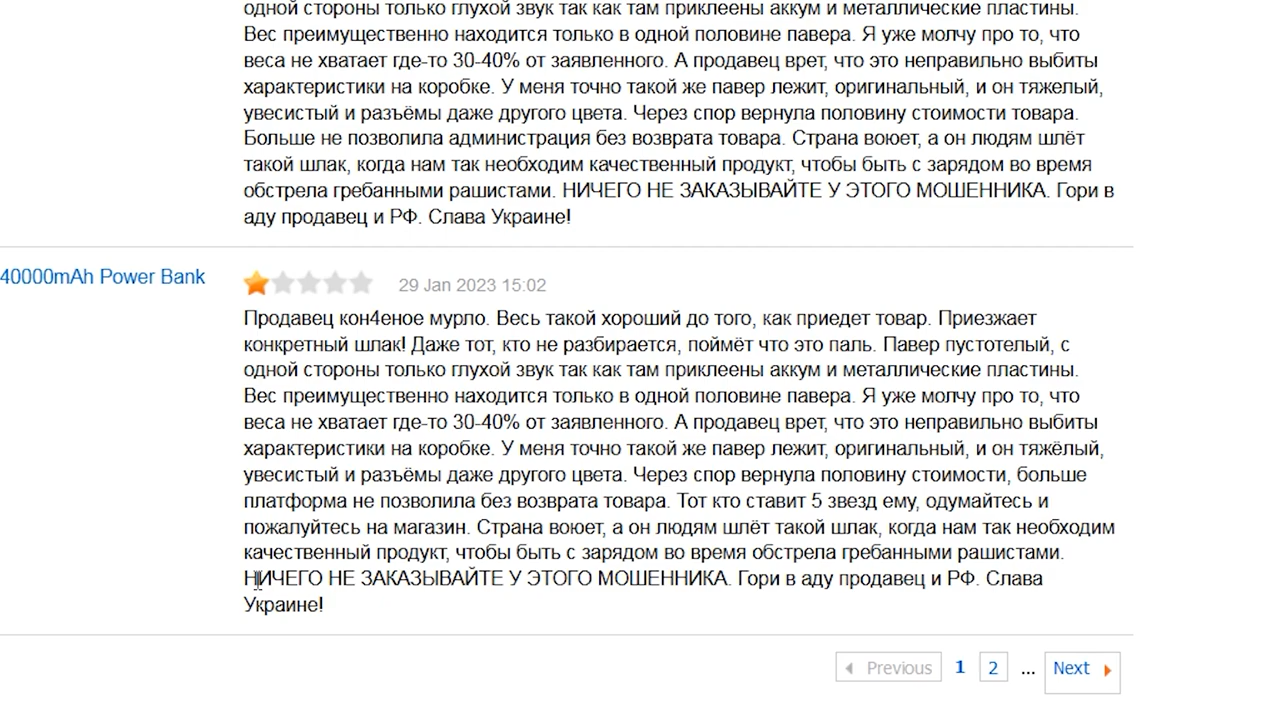 одной стороны только глухой звук так как там приклеены аккум и металлические пластины.
Вес преимущественно находится только в одной половине павера. Я уже молчу про то, что
веса не хватает где-то 30-40% от заявленного. А продавец врет, что это неправильно выбиты
характеристики на коробке. У меня точно такой же павер лежит, оригинальный, и он тяжелый,
увесистый и разъёмы даже другого цвета. Через спор вернула половину стоимости товара.
Больше не позволила администрация без возврата товара. Страна воюет, а он людям шлёт
такой шлак, когда нам так необходим качественный продукт, чтобы быть с зарядом во время
обстрела гребанными рашистами. НИЧЕГО НЕ ЗАКАЗЫВАЙТЕ У ЭТОГО МОШЕННИКА. Гори в
аду продавец и РФ. Слава Украине!
40000mAh Power Bank
29 Jan 2023 15:02
Продавец кон4еное мурло. Весь такой хороший до того, как приедет товар. Приезжает
конкретный шлак! Даже тот, кто не разбирается, поймёт что это паль. Павер пустотелый, с
одной стороны только глухой звук так как там приклеены аккум и металлические пластины.
Вес преимущественно находится только в одной половине павера. Я уже молчу про то, что
веса не хватает где-то 30-40% от заявленного. А продавец врет, что это неправильно выбиты
характеристики на коробке. У меня точно такой же павер лежит, оригинальный, и он тяжёлый,
увесистый и разъёмы даже другого цвета. Через спор вернула половину стоимости, больше
платформа не позволила без возврата товара. Тот кто ставит 5 звезд ему, одумайтесь и
пожалуйтесь на магазин. Страна воюет, а он людям шлёт такой шлак, когда нам так необходим
качественный продукт, чтобы быть с зарядом во время обстрела гребанными рашистами.
НИЧЕГО НЕ ЗАКАЗЫВАЙТЕ У ЭТОГО МОШЕННИКА. Гори в аду продавец и РФ. Слава
Украине!
Previous 1 2 ... Next